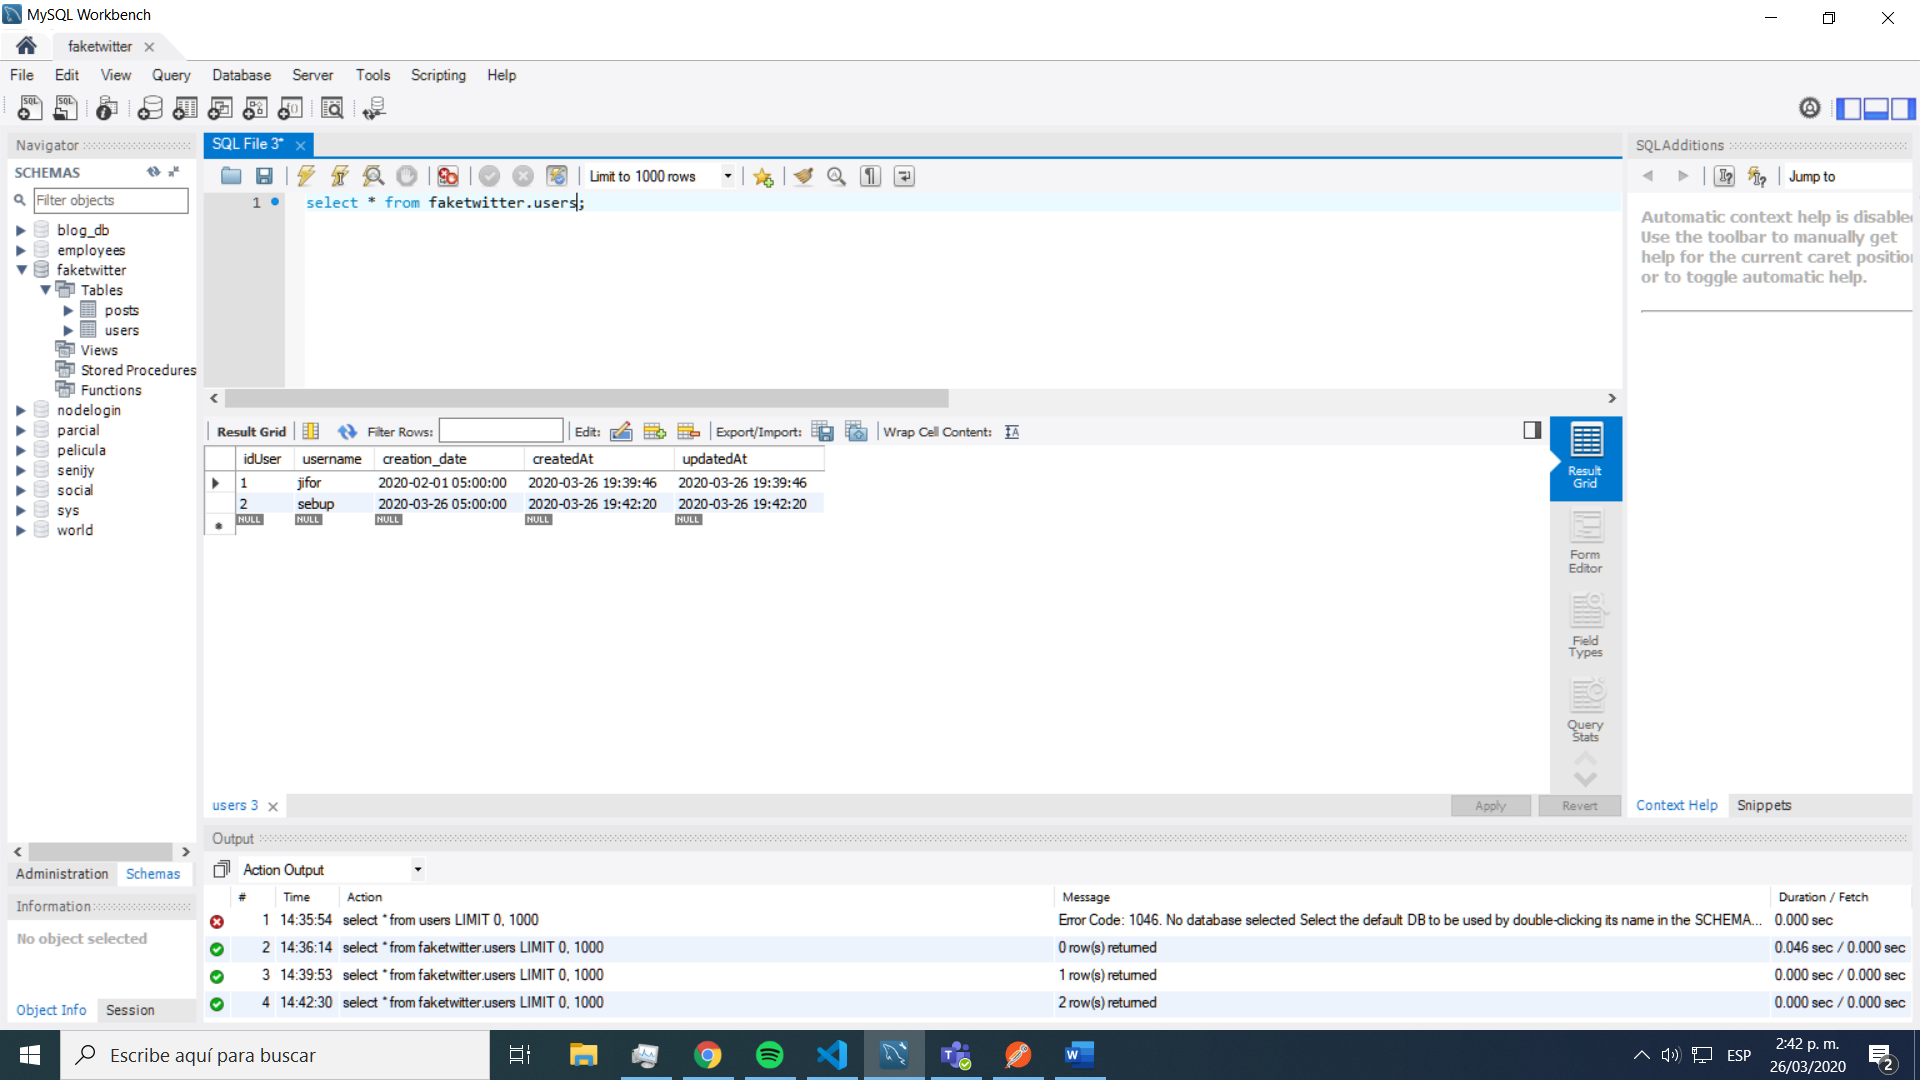 MySQL Workbench
faketwitter
File Edit View Query Database Server Tools Scripting Help
Navigator
SCHEMAS
Filter objects
blog_db
employees
faketwitter
Tables
posts
users
Views
Stored Procedures
Functions
nodelogin
parcial
pelicula
senijy
social
sys
world
Administration Schemas
Information
No object selected
Object Info Session
SQL File 3*
Limit to 1000 rows
1 select * from faketwitter.users;
Result Grid Filter Rows: Edit: Export/Import: Wrap Cell Content:
idUser username creation_date createdAt updatedAt
1 jifor 2020-02-01 05:00:00 2020-03-26 19:39:46 2020-03-26 19:39:46
2 sebup 2020-03-26 05:00:00 2020-03-26 19:42:20 2020-03-26 19:42:20
NULL NULL NULL NULL NULL
Result
Grid
Form
Editor
Field
Types
Query
Stats
users 3
Apply Revert
SQLAdditions
Jump to
Automatic context help is disable
Use the toolbar to manually get
help for the current caret positio
or to toggle automatic help.
Context Help Snippets
Output
Action Output
# Time Action Message Duration / Fetch
1 14:35:54 select * from users LIMIT 0, 1000 Error Code: 1046. No database selected Select the default DB to be used by double-clicking its name in the SCHEMA... 0.000 sec
2 14:36:14 select * from faketwitter.users LIMIT 0, 1000 0 row(s) returned 0.046 sec / 0.000 sec
3 14:39:53 select * from faketwitter.users LIMIT 0, 1000 1 row(s) returned 0.000 sec / 0.000 sec
4 14:42:30 select * from faketwitter.users LIMIT 0, 1000 2 row(s) returned 0.000 sec / 0.000 sec
Escribe aquí para buscar
ESP
2:42 p. m.
26/03/2020
2